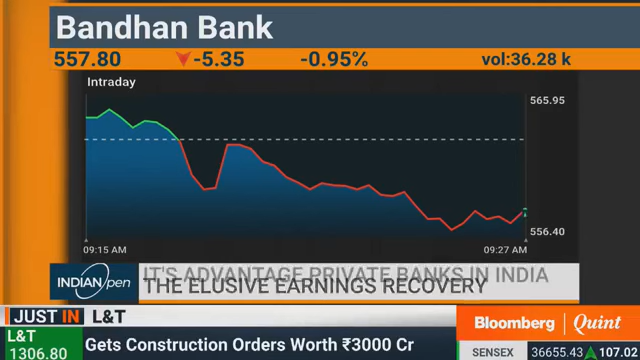 Bandhan Bank
557.80 -5.35 -0.95% vol:36.28 k
Intraday
565.95
556.40
09:15 AM 09:27 AM
INDIAN open
IT'S ADVANTAGE PRIVATE BANKS IN INDIA
THE ELUSIVE EARNINGS RECOVERY
JUST IN L&T
L&T
1306.80
Gets Construction Orders Worth ₹3000 Cr
Bloomberg Quint
SENSEX 36655.43 107.02